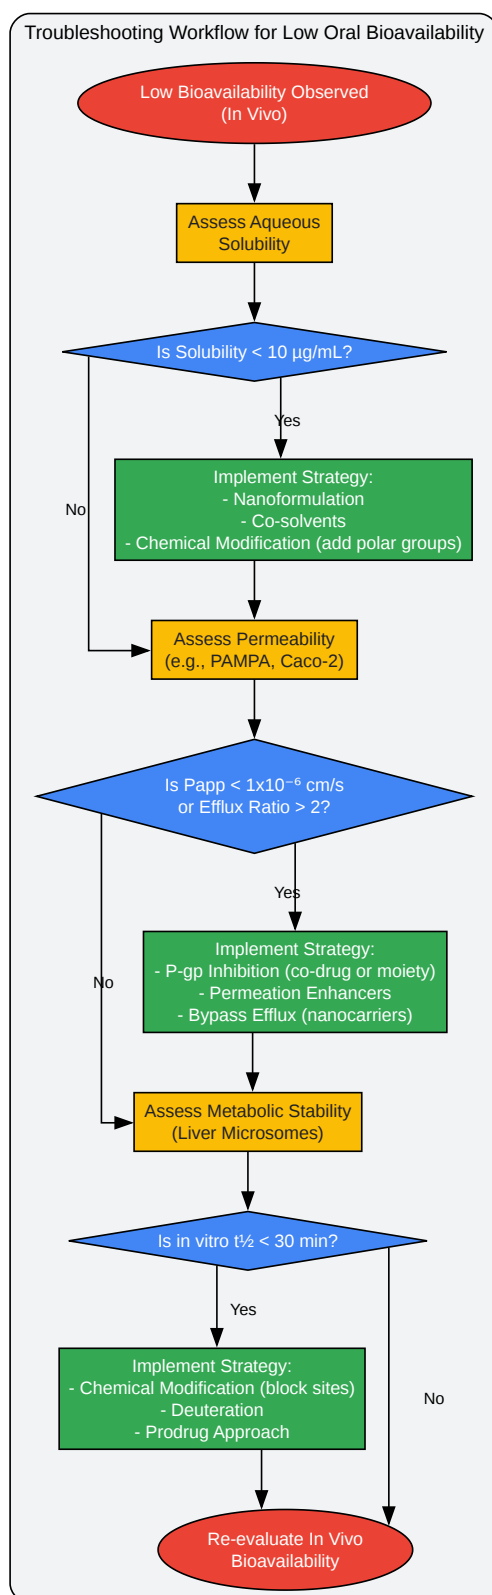 Troubleshooting Workflow for Low Oral Bioavailability
Low Bioavailability Observed
(In Vivo)
Assess Aqueous
Solubility
Is Solubility < 10 µg/mL?
Yes
No
Implement Strategy:
- Nanoformulation
- Co-solvents
- Chemical Modification (add polar groups)
Assess Permeability
(e.g., PAMPA, Caco-2)
Is Papp < 1x10⁻⁶ cm/s
or Efflux Ratio > 2?
Yes
No
Implement Strategy:
- P-gp Inhibition (co-drug or moiety)
- Permeation Enhancers
- Bypass Efflux (nanocarriers)
Assess Metabolic Stability
(Liver Microsomes)
Is in vitro t½ < 30 min?
Yes
No
Implement Strategy:
- Chemical Modification (block sites)
- Deuteration
- Prodrug Approach
Re-evaluate In Vivo
Bioavailability